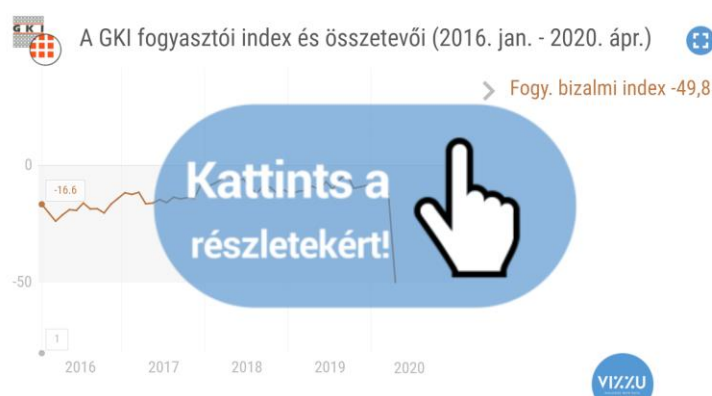 GKI
A GKI fogyasztói index és összetevői (2016. jan. - 2020. ápr.)
Fogy. bizalmi index -49,8
0
-16.6
Kattints a
részletekért!
-50
1
2016
2017
2018
2019
2020
VIZZU